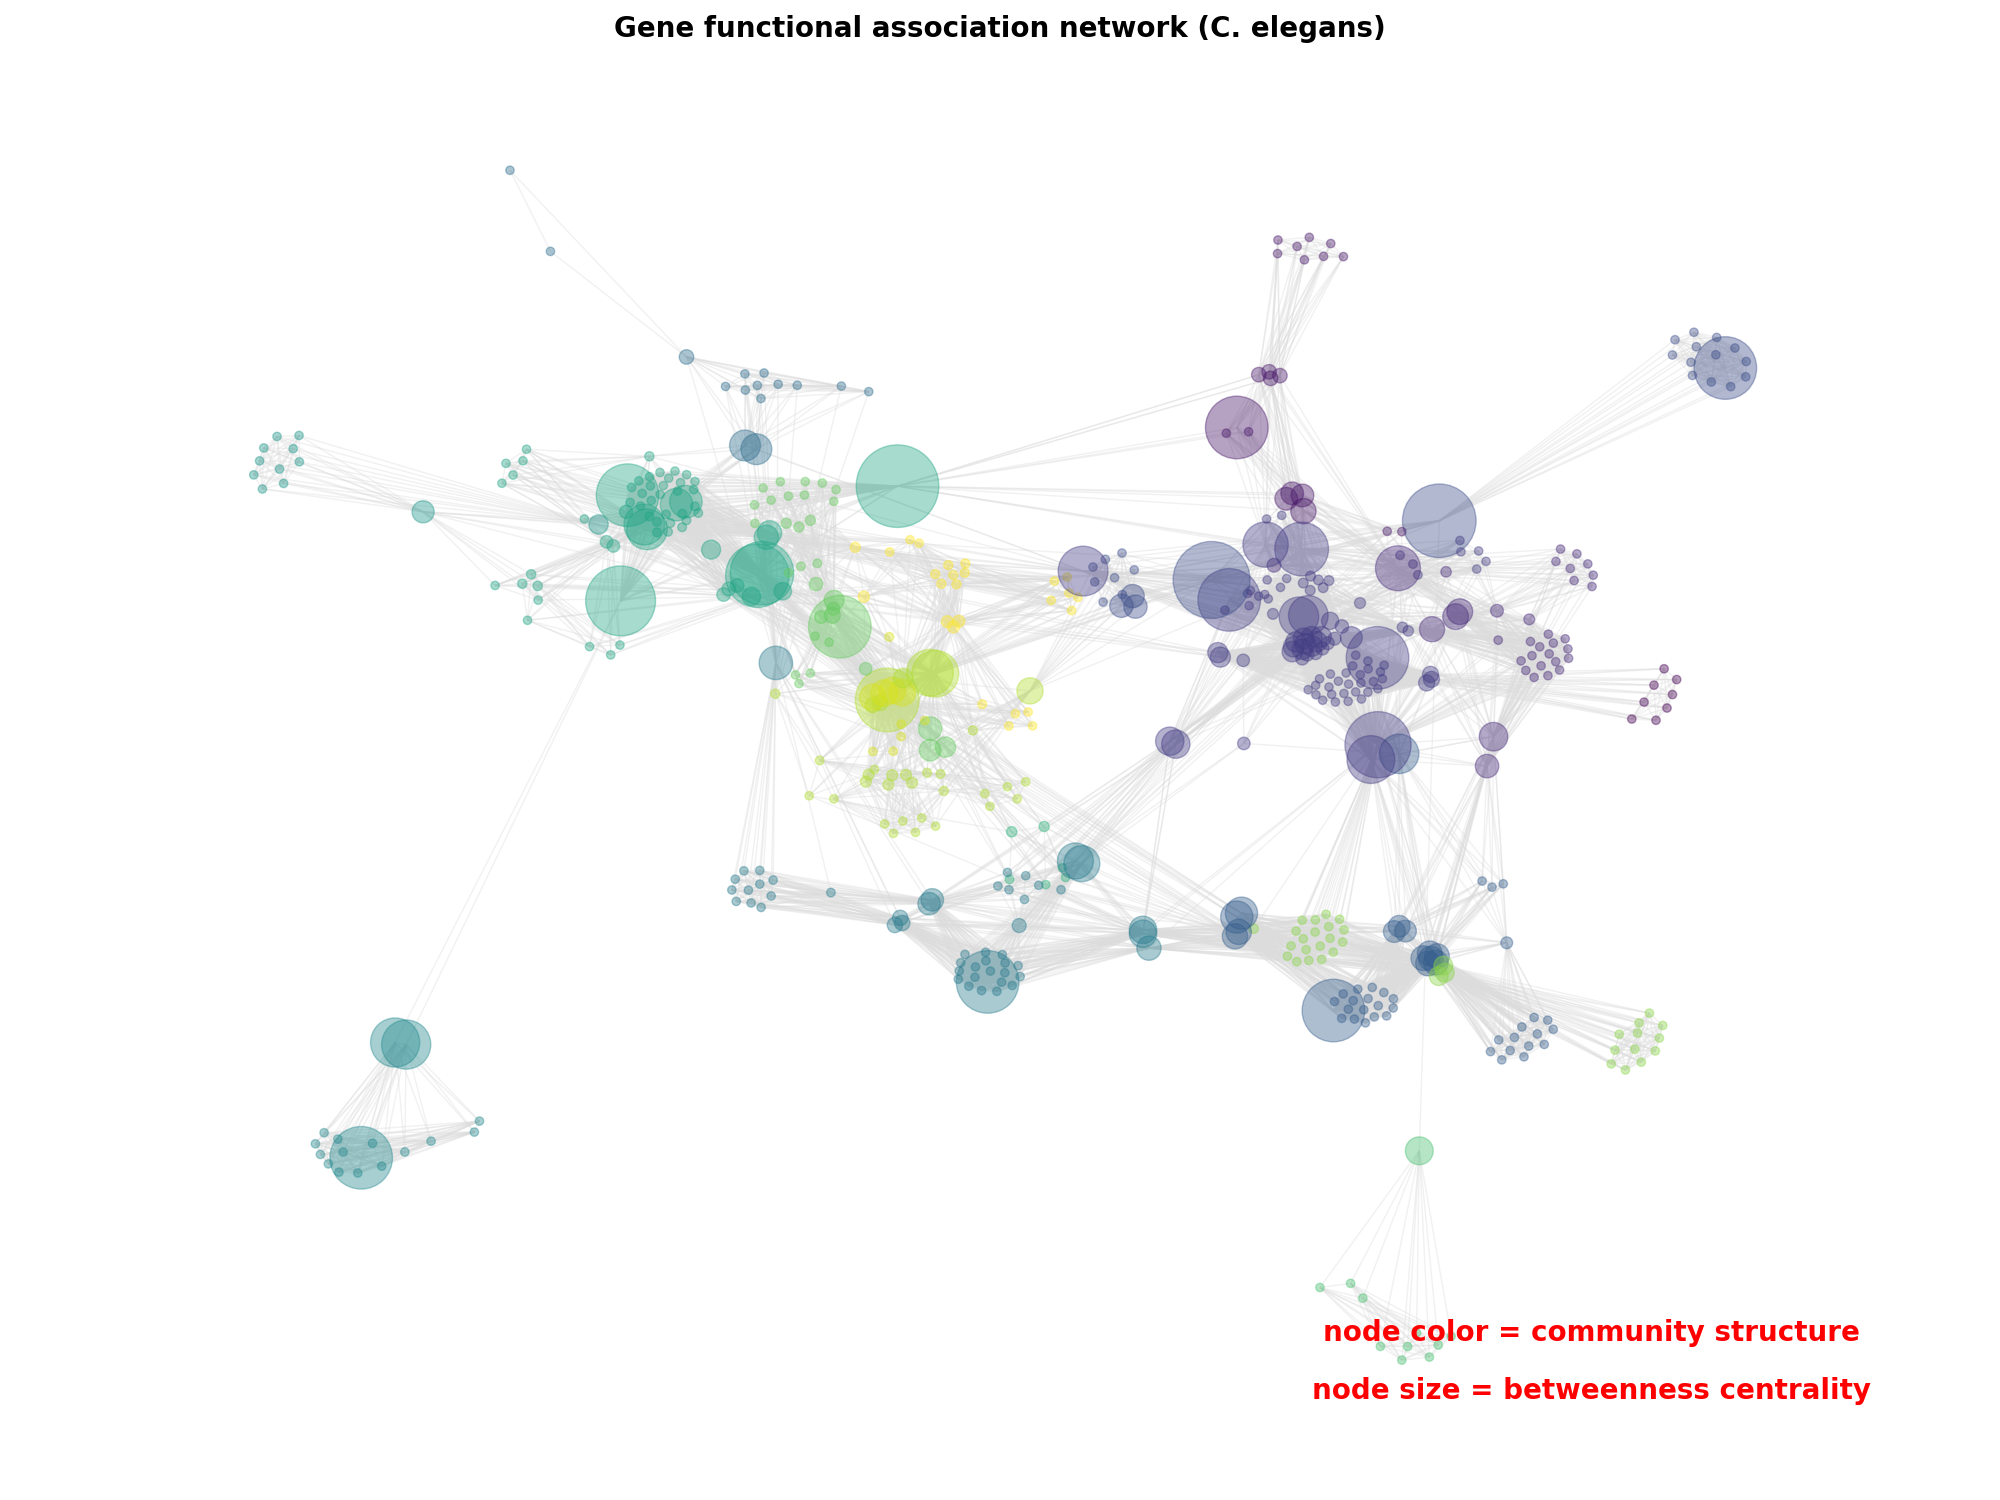 Gene functional association network (C. elegans)
node color = community structure
node size = betweenness centrality